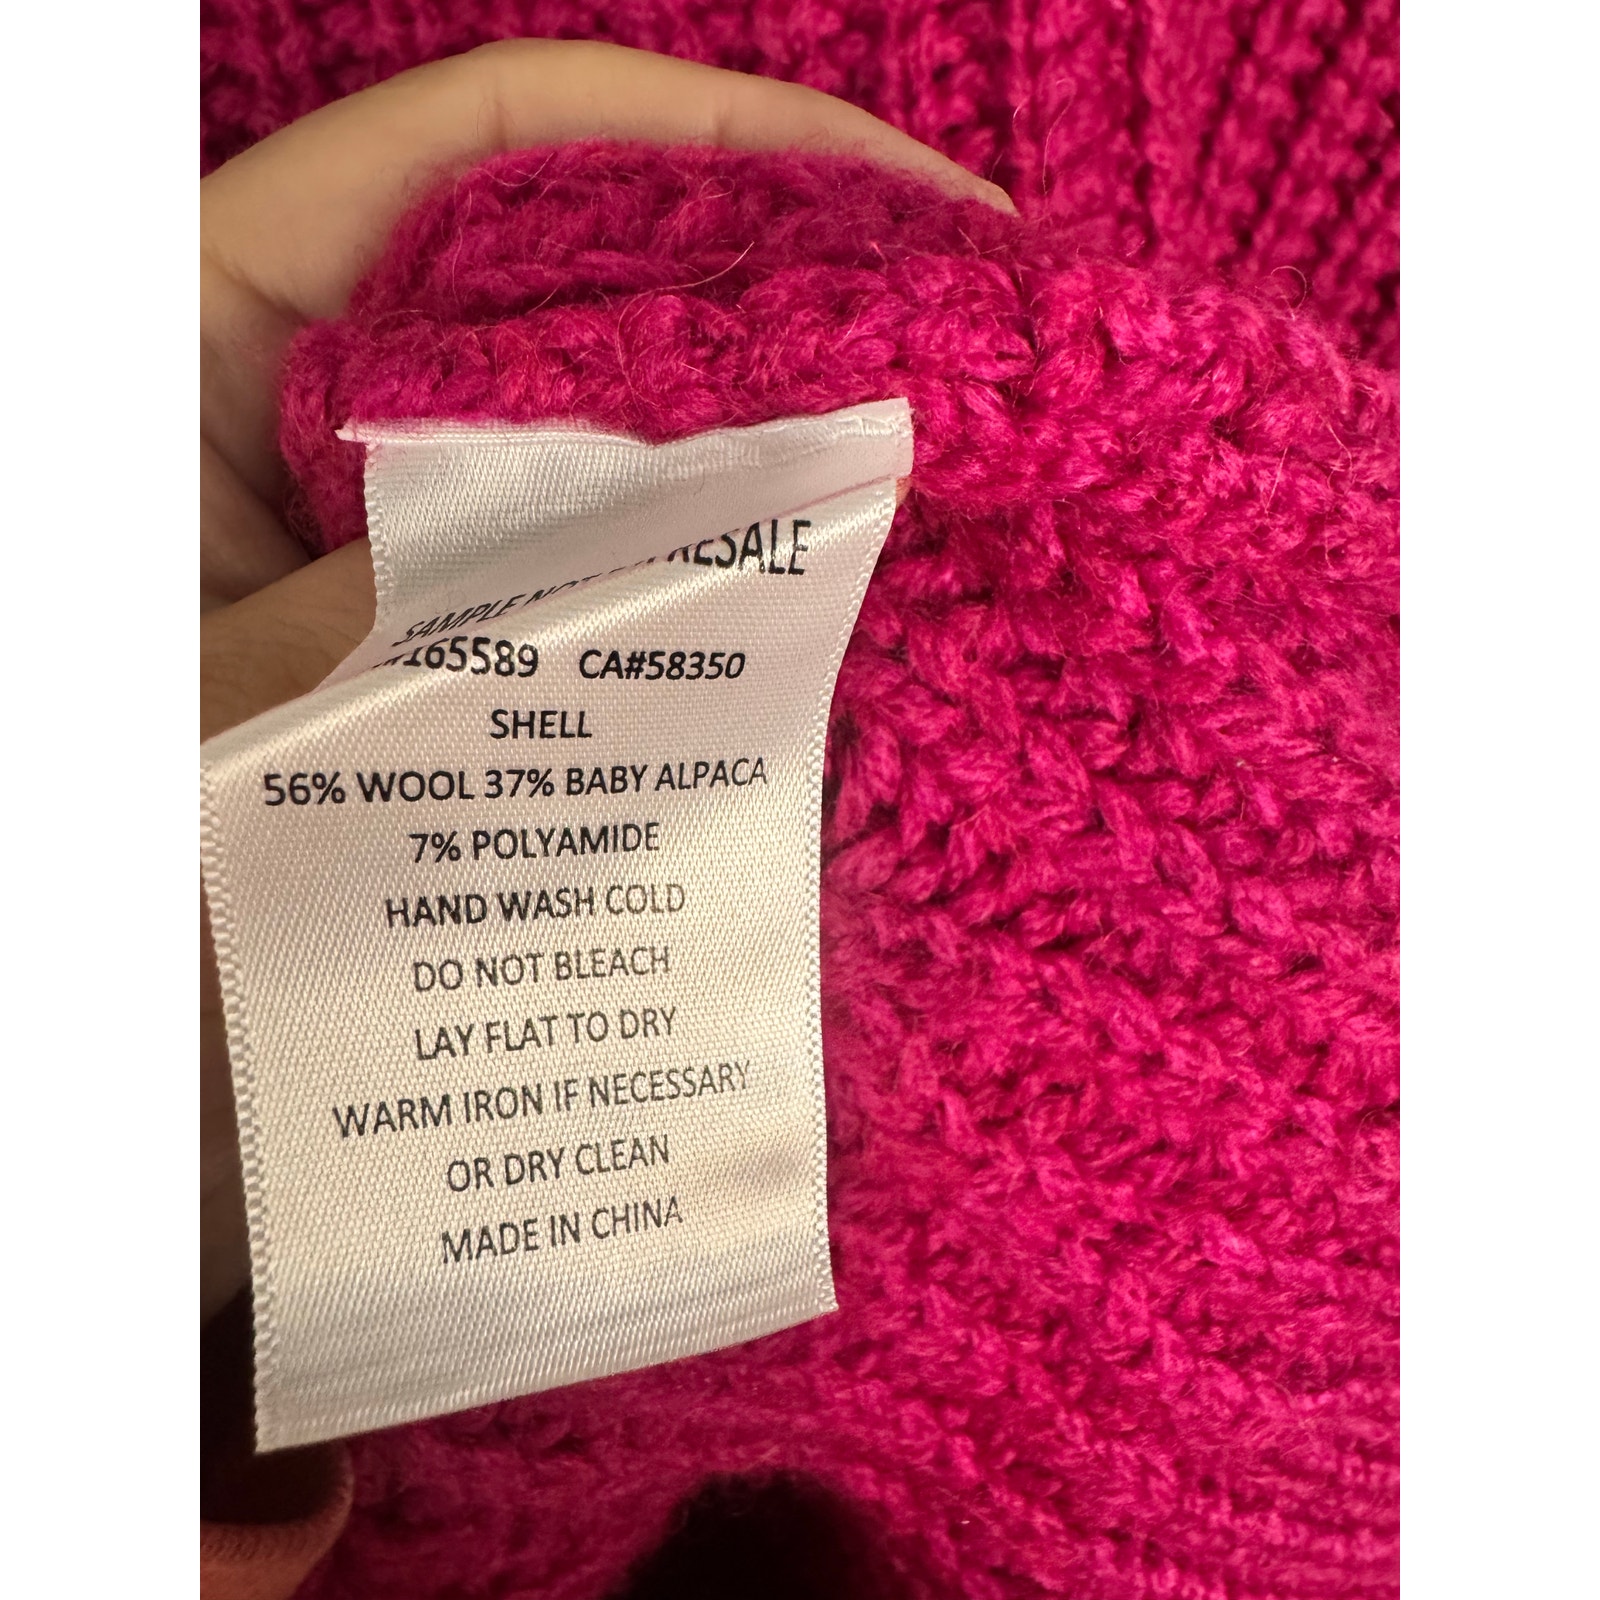 SAMPLE NOT RESALE
165589 CA#58350
SHELL
56% WOOL 37% BABY ALPACA
7% POLYAMIDE
HAND WASH COLD
DO NOT BLEACH
LAY FLAT TO DRY
WARM IRON IF NECESSARY
OR DRY CLEAN
MADE IN CHINA